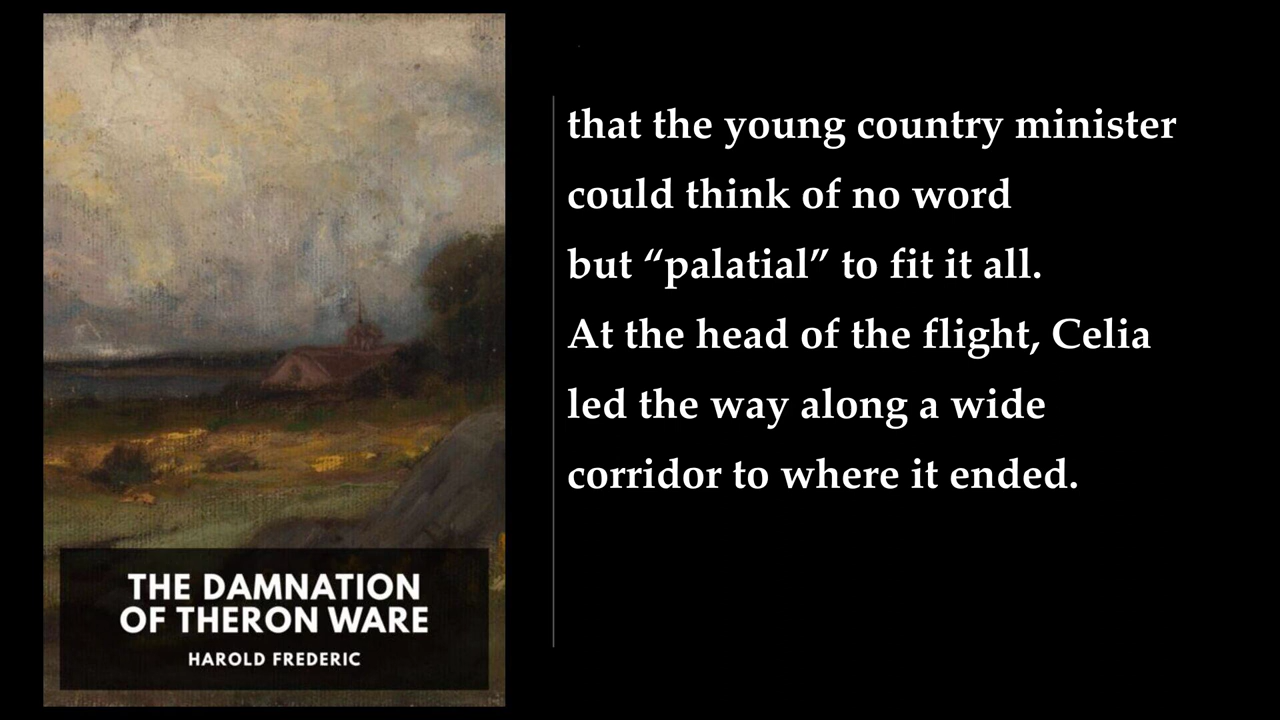 THE DAMNATION
OF THERON WARE
HAROLD FREDERIC
that the young country minister
could think of no word
but “palatial” to fit it all.
At the head of the flight, Celia
led the way along a wide
corridor to where it ended.